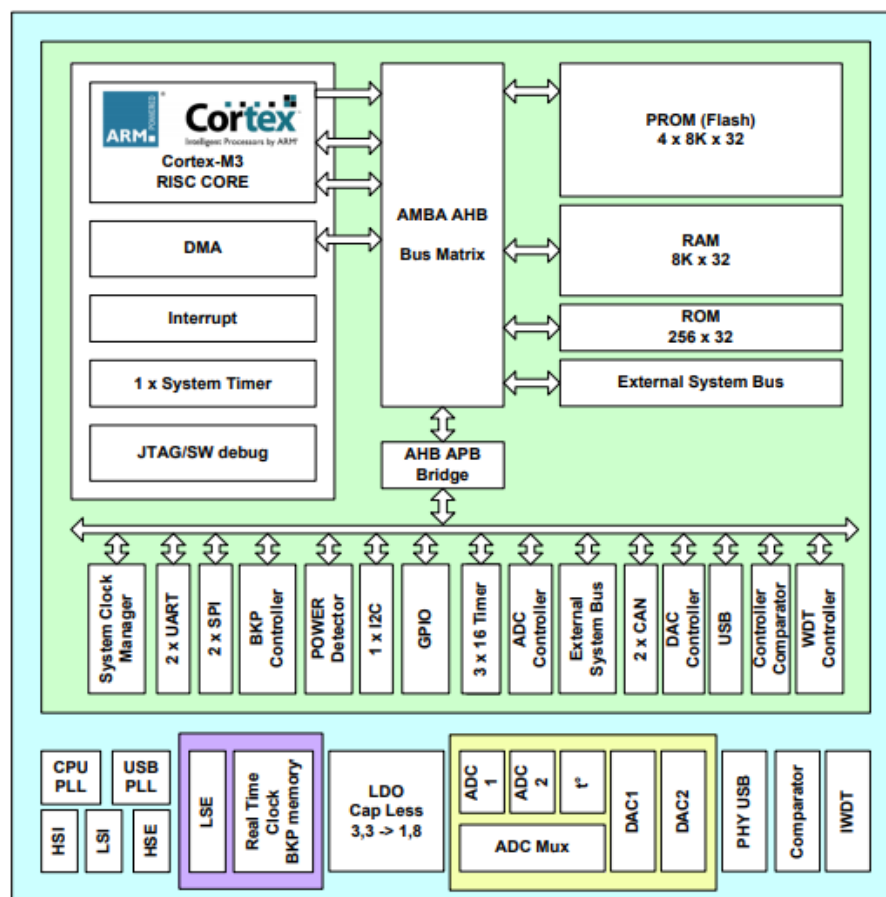 ARM
POWERED
®
Cortex
Intelligent Processors by ARM®
Cortex-M3
RISC CORE
DMA
Interrupt
1 x System Timer
JTAG/SW debug
AMBA AHB
Bus Matrix
AHB APB
Bridge
PROM (Flash)
4 x 8K x 32
RAM
8K x 32
ROM
256 x 32
External System Bus
System Clock
Manager
2 x UART
2 x SPI
BKP
Controller
POWER
Detector
1 x I2C
GPIO
3 x 16 Timer
ADC
Controller
External
System Bus
2 x CAN
DAC
Controller
USB
Controller
Comparator
WDT
Controller
CPU
PLL
USB
PLL
HSI
LSI
HSE
LSE
Real Time
Clock
BKP memory
LDO
Cap Less
3,3 -> 1,8
ADC
1
ADC
2
t°
ADC Mux
DAC1
DAC2
PHY USB
Comparator
IWDT